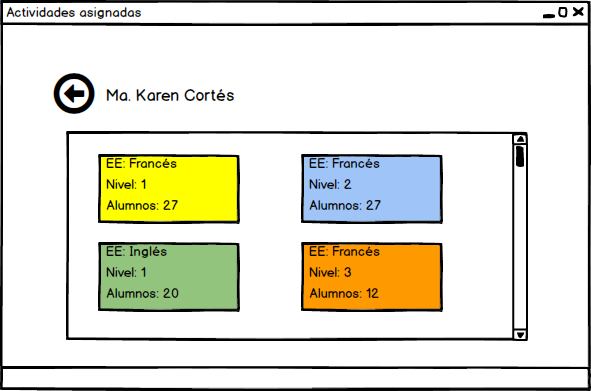 Actividades asignadas
Ma. Karen Cortés
EE: Francés
Nivel: 1
Alumnos: 27
EE: Francés
Nivel: 2
Alumnos: 27
EE: Inglés
Nivel: 1
Alumnos: 20
EE: Francés
Nivel: 3
Alumnos: 12